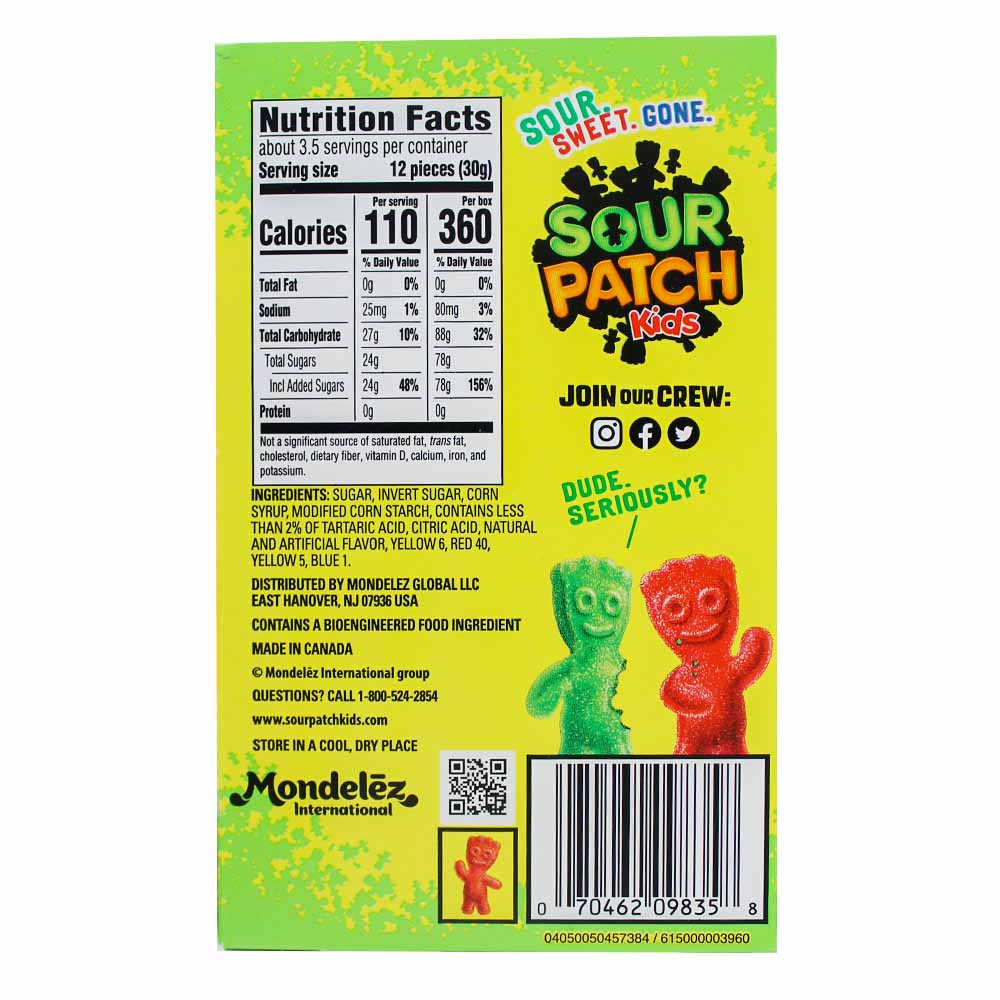 Nutrition Facts
about 3.5 servings per container
Serving size 12 pieces (30g)
Per serving Per box
Calories 110 360
% Daily Value % Daily Value
Total Fat 0g 0% 0g 0%
Sodium 25mg 1% 80mg 3%
Total Carbohydrate 27g 10% 88g 32%
Total Sugars 24g 78g
Incl Added Sugars 24g 48% 78g 156%
Protein 0g 0g
Not a significant source of saturated fat, trans fat,
cholesterol, dietary fiber, vitamin D, calcium, iron, and
potassium.
INGREDIENTS: SUGAR, INVERT SUGAR, CORN
SYRUP, MODIFIED CORN STARCH, CONTAINS LESS
THAN 2% OF TARTARIC ACID, CITRIC ACID, NATURAL
AND ARTIFICIAL FLAVOR, YELLOW 6, RED 40,
YELLOW 5, BLUE 1.
DISTRIBUTED BY MONDELEZ GLOBAL LLC
EAST HANOVER, NJ 07936 USA
CONTAINS A BIOENGINEERED FOOD INGREDIENT
MADE IN CANADA
© Mondelēz International group
QUESTIONS? CALL 1-800-524-2854
www.sourpatchkids.com
STORE IN A COOL, DRY PLACE
Mondelēz
International
SOUR.
SWEET. GONE.
SOUR
PATCH
Kids
JOIN OUR CREW:
DUDE.
SERIOUSLY?
0 70462 09835 8
04050050457384 / 615000003960